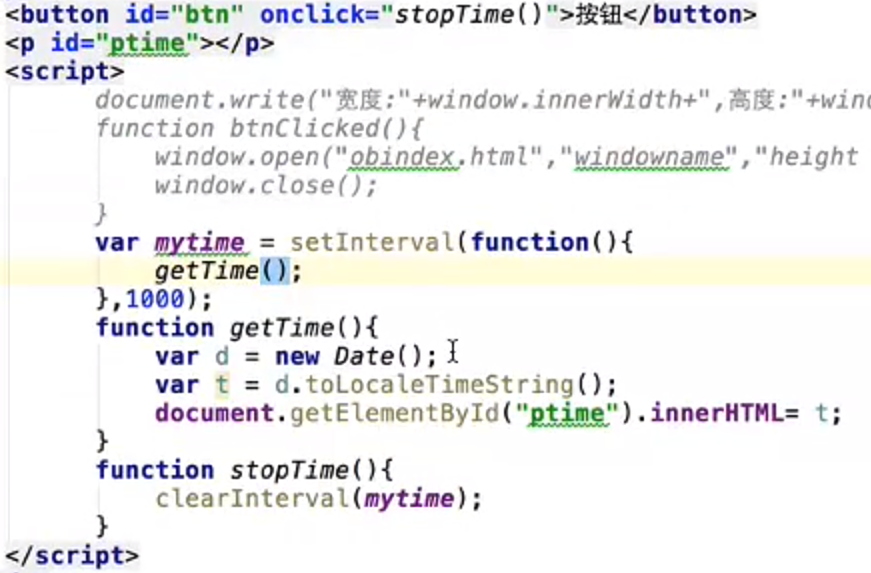 <button id="btn" onclick="stopTime()">按钮</button>
<p id="ptime"></p>
<script>
document.write("宽度:"+window.innerWidth+",高度:"+wind
function btnClicked(){
window.open("obindex.html","windowname","height
window.close();
}
var mytime = setInterval(function(){
getTime();
},1000);
function getTime(){
var d = new Date();
var t = d.toLocaleTimeString();
document.getElementById("ptime").innerHTML= t;
}
function stopTime(){
clearInterval(mytime);
}
</script>